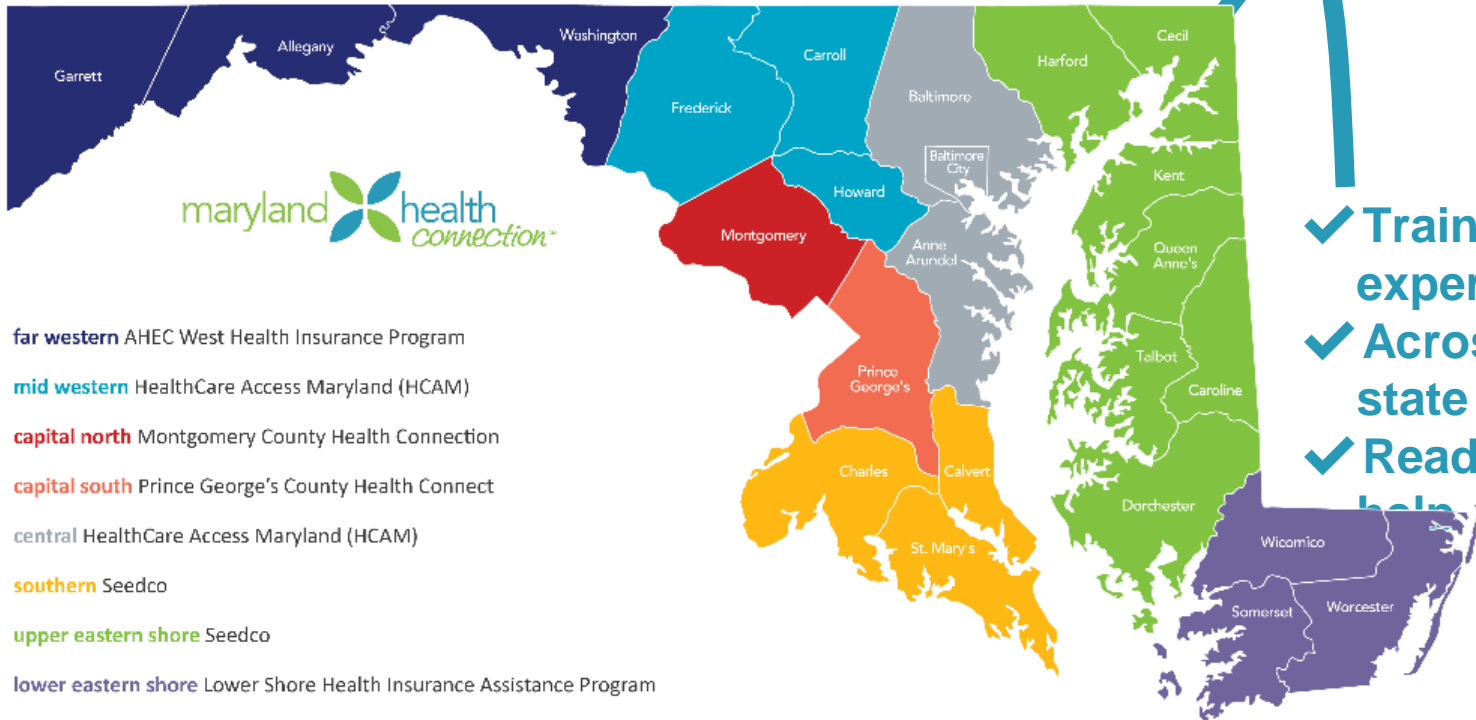 Garrett
Allegany
Washington
Frederick
Carroll
Baltimore
Baltimore
City
Harford
Cecil
Kent
Howard
Montgomery
Anne
Arundel
Queen
Anne's
Talbot
Caroline
Prince
George's
Charles
Calvert
St. Mary's
Dorchester
Wicomico
Somerset
Worcester
maryland health
connection℠
far western AHEC West Health Insurance Program
mid western HealthCare Access Maryland (HCAM)
capital north Montgomery County Health Connection
capital south Prince George's County Health Connect
central HealthCare Access Maryland (HCAM)
southern Seedco
upper eastern shore Seedco
lower eastern shore Lower Shore Health Insurance Assistance Program
✓ Train
exper
✓ Acros
state
✓ Read
help